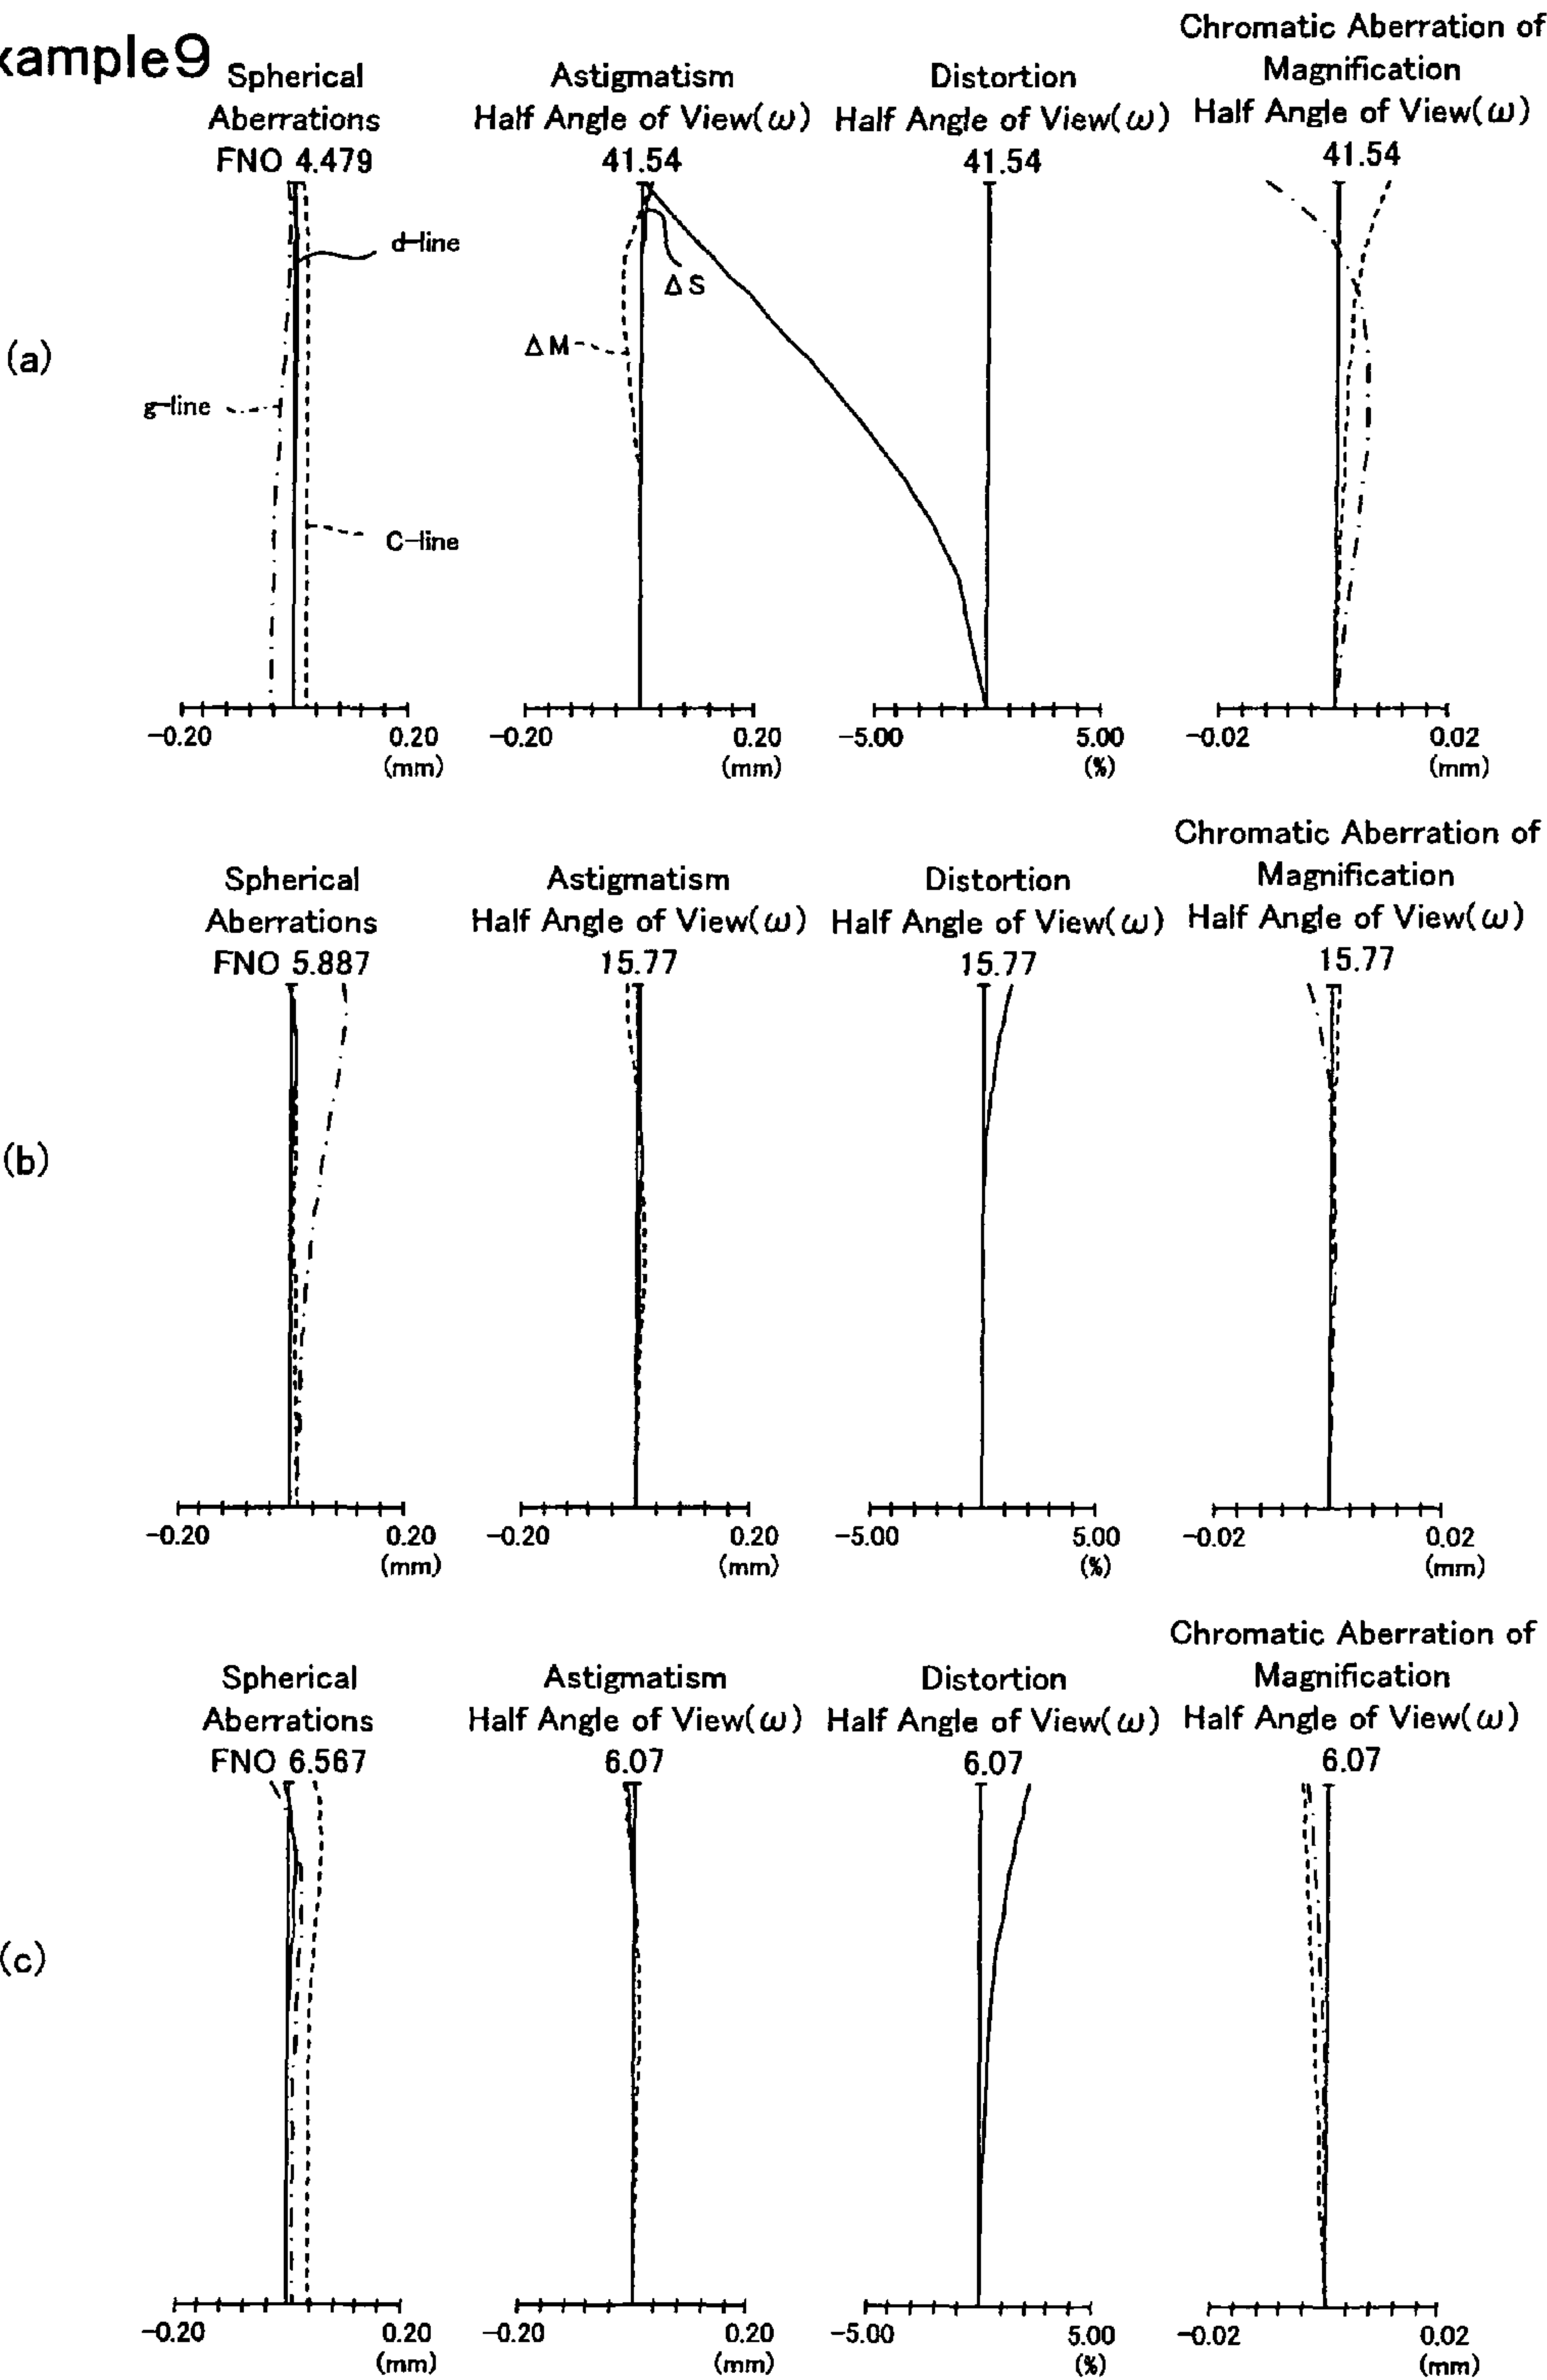 xample9
Spherical
Aberrations
FNO 4.479
Astigmatism
Half Angle of View(ω)
41.54
Distortion
Half Angle of View(ω)
41.54
Chromatic Aberration of
Magnification
Half Angle of View(ω)
41.54
(a)
d-line
g-line
C-line
ΔS
ΔM
-0.20
0.20
(mm)
-0.20
0.20
(mm)
-5.00
5.00
(%)
-0.02
0.02
(mm)
Spherical
Aberrations
FNO 5.887
Astigmatism
Half Angle of View(ω)
15.77
Distortion
Half Angle of View(ω)
15.77
Chromatic Aberration of
Magnification
Half Angle of View(ω)
15.77
(b)
-0.20
0.20
(mm)
-0.20
0.20
(mm)
-5.00
5.00
(%)
-0.02
0.02
(mm)
Spherical
Aberrations
FNO 6.567
Astigmatism
Half Angle of View(ω)
6.07
Distortion
Half Angle of View(ω)
6.07
Chromatic Aberration of
Magnification
Half Angle of View(ω)
6.07
(c)
-0.20
0.20
(mm)
-0.20
0.20
(mm)
-5.00
5.00
(%)
-0.02
0.02
(mm)